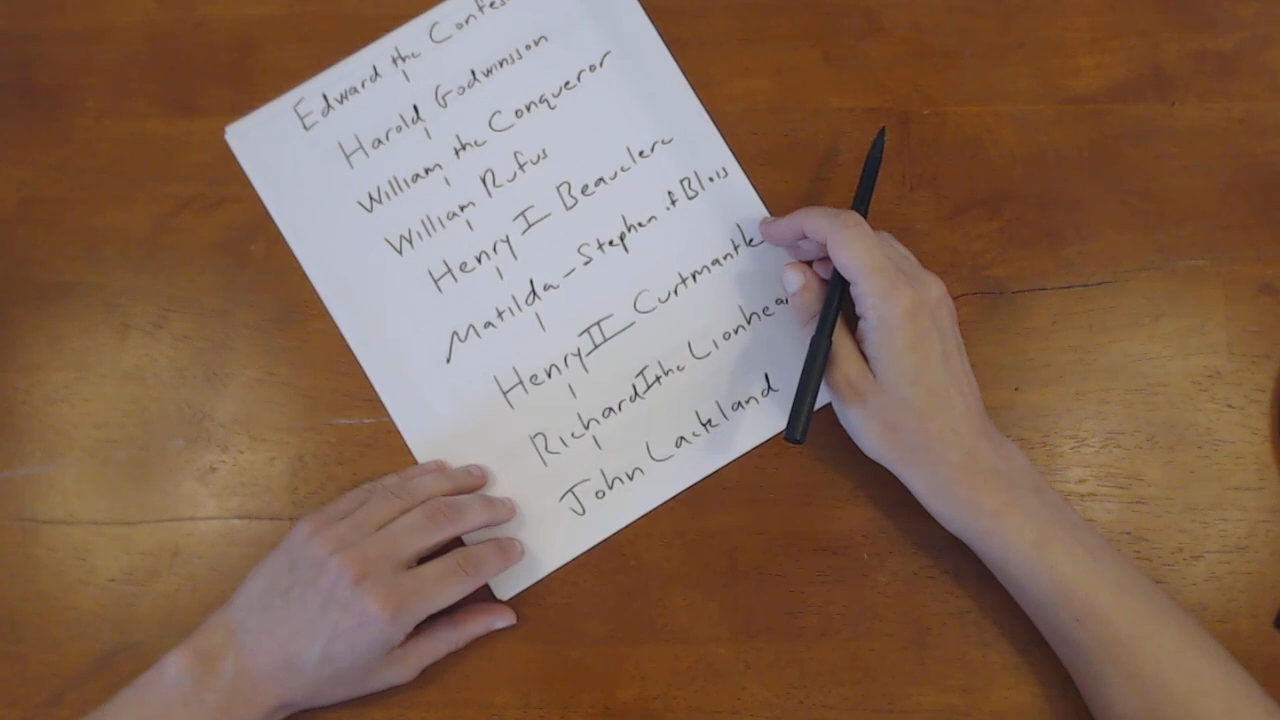 Edward the Confes
Harold Godwinsson
William the Conqueror
William Rufus
Henry I Beauclerc
Matilda - Stephen of Blois
Henry II Curtmantle
Richard I the Lionhear
John Lackland